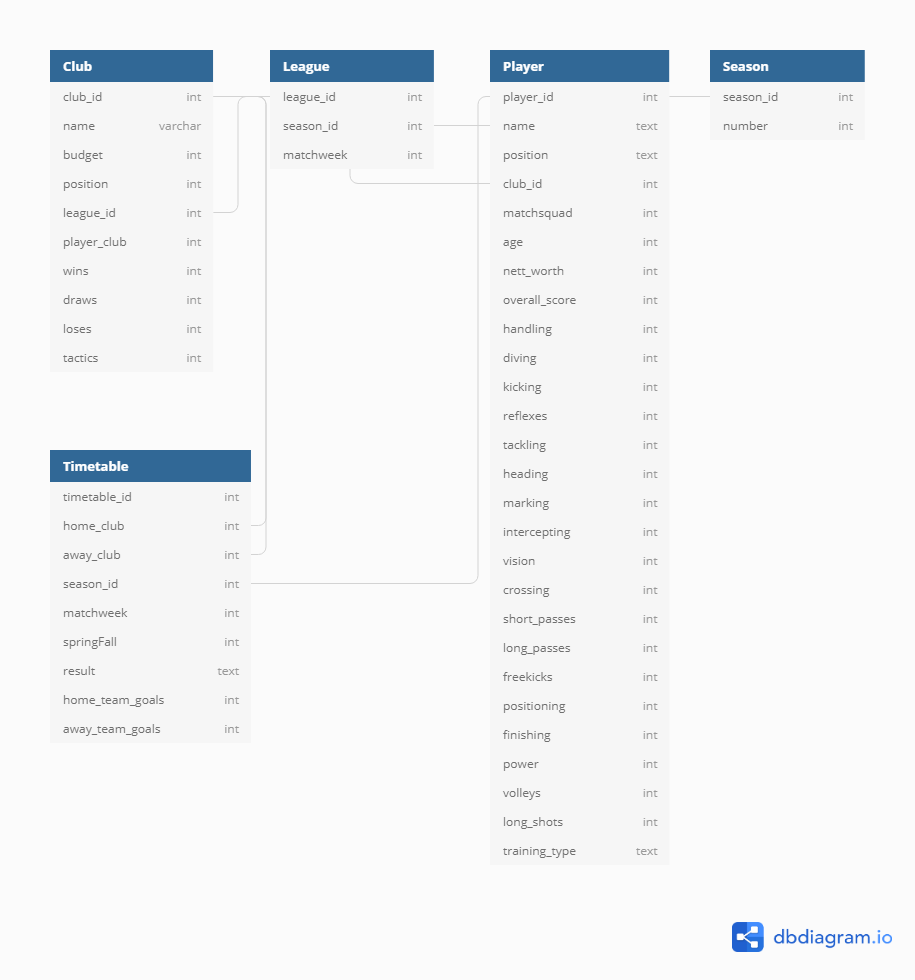 Club
club_id int
name varchar
budget int
position int
league_id int
player_club int
wins int
draws int
loses int
tactics int
League
league_id int
season_id int
matchweek int
Player
player_id int
name text
position text
club_id int
matchsquad int
age int
nett_worth int
overall_score int
handling int
diving int
kicking int
reflexes int
tackling int
heading int
marking int
intercepting int
vision int
crossing int
short_passes int
long_passes int
freekicks int
positioning int
finishing int
power int
volleys int
long_shots int
training_type text
Season
season_id int
number int
Timetable
timetable_id int
home_club int
away_club int
season_id int
matchweek int
springFall int
result text
home_team_goals int
away_team_goals int
dbdiagram.io